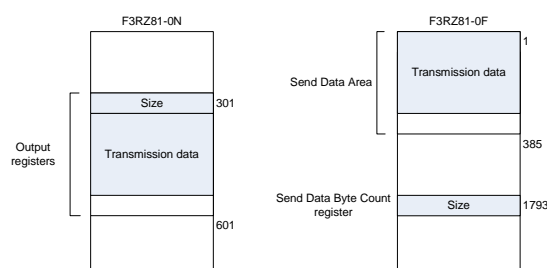 F3RZ81-0N
Output
registers
Size
301
Transmission data
601
F3RZ81-0F
Send Data Area
1
Transmission data
385
Send Data Byte Count
register
Size
1793